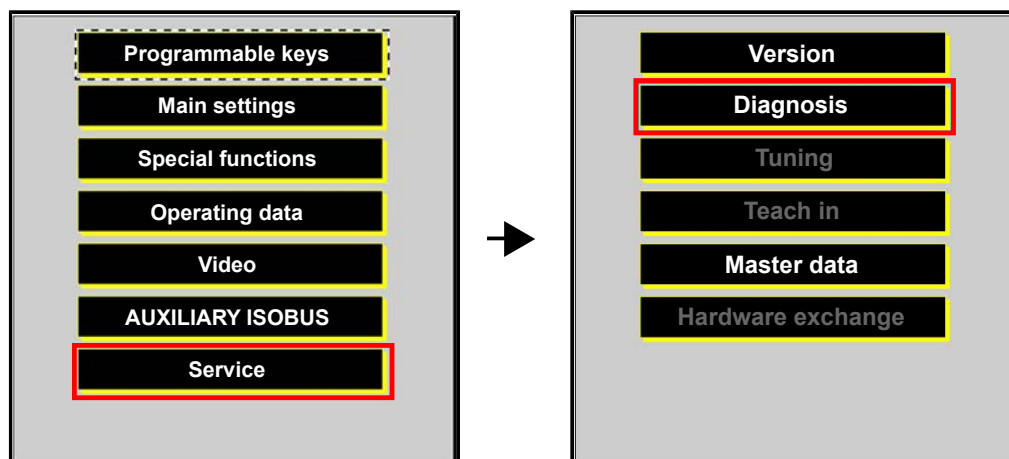 Programmable keys
Main settings
Special functions
Operating data
Video
AUXILIARY ISOBUS
Service
Version
Diagnosis
Tuning
Teach in
Master data
Hardware exchange